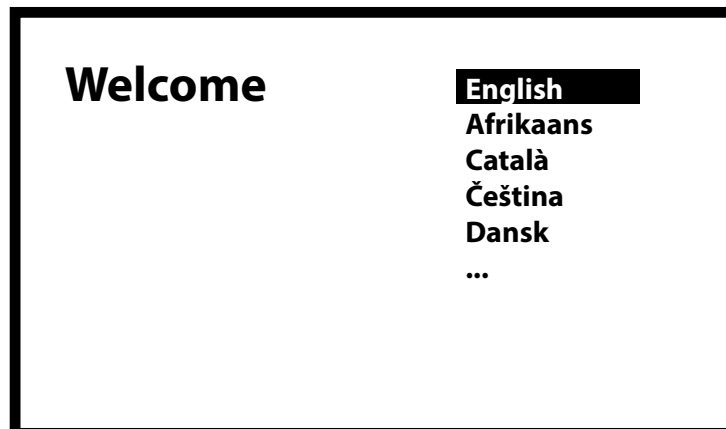 Welcome
English
Afrikaans
Català
Čeština
Dansk
...